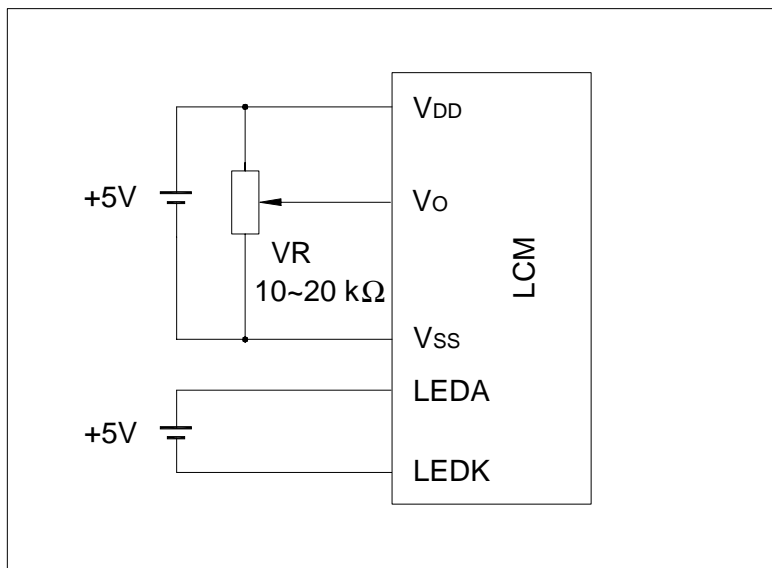 VDD
+5V
VO
VR
10~20 kΩ
LCM
VSS
LEDA
+5V
LEDK